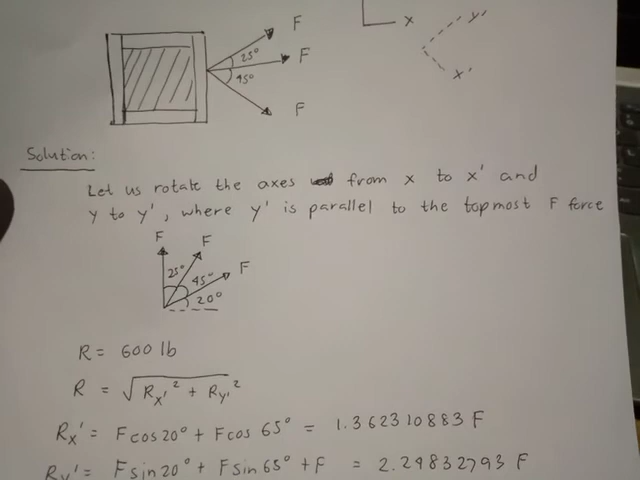 F
x
y'
25°
F
45°
x'
F
Solution:
Let us rotate the axes from x to x' and
y to y', where y' is parallel to the topmost F force
F
F
25°
45°
F
20°
R = 600 lb
R = √Rx'² + Ry'²
Rx' = F cos 20° + F cos 65° = 1.362310883 F
Ry' = F sin 20° + F sin 65° + F = 2.24832793 F